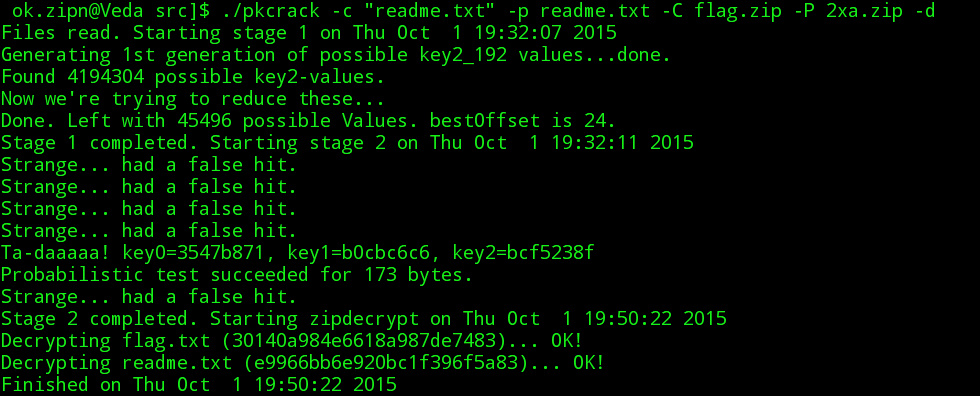 ok.zipn@Veda src]$ ./pkcrack -c "readme.txt" -p readme.txt -C flag.zip -P 2xa.zip -d
Files read. Starting stage 1 on Thu Oct  1 19:32:07 2015
Generating 1st generation of possible key2_192 values...done.
Found 4194304 possible key2-values.
Now we're trying to reduce these...
Done. Left with 45496 possible Values. bestOffset is 24.
Stage 1 completed. Starting stage 2 on Thu Oct  1 19:32:11 2015
Strange... had a false hit.
Strange... had a false hit.
Strange... had a false hit.
Strange... had a false hit.
Ta-daaaaa! key0=3547b871, key1=b0cbc6c6, key2=bcf5238f
Probabilistic test succeeded for 173 bytes.
Strange... had a false hit.
Stage 2 completed. Starting zipdecrypt on Thu Oct  1 19:50:22 2015
Decrypting flag.txt (30140a984e6618a987de7483)... OK!
Decrypting readme.txt (e9966bb6e920bc1f396f5a83)... OK!
Finished on Thu Oct  1 19:50:22 2015